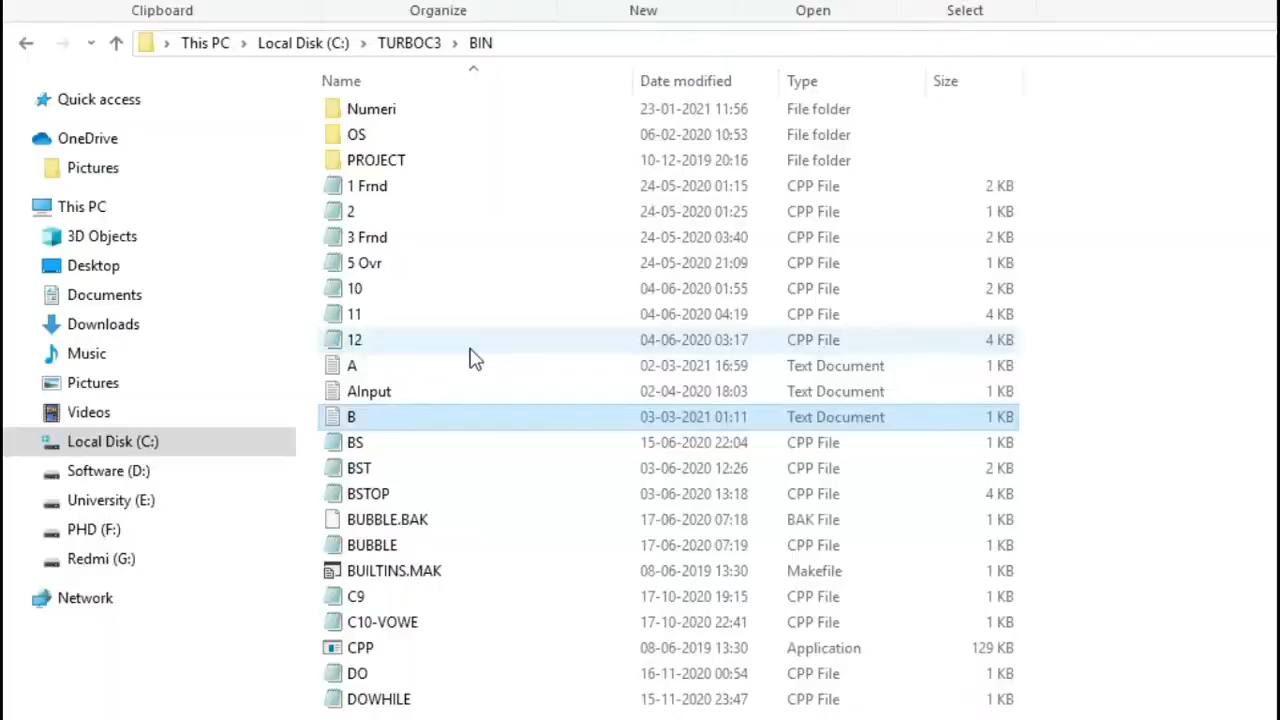 Clipboard Organize New Open Select
This PC Local Disk (C:) TURBOC3 BIN
Name Date modified Type Size
Quick access
OneDrive
Pictures
This PC
3D Objects
Desktop
Documents
Downloads
Music
Pictures
Videos
Local Disk (C:)
Software (D:)
University (E:)
PHD (F:)
Redmi (G:)
Network
Numeri 23-01-2021 11:56 File folder
OS 06-02-2020 10:53 File folder
PROJECT 10-12-2019 20:16 File folder
1 Frnd 24-05-2020 01:15 CPP File 2 KB
2 24-05-2020 01:25 CPP File 1 KB
3 Frnd 24-05-2020 03:40 CPP File 2 KB
5 Ovr 24-05-2020 21:09 CPP File 1 KB
10 04-06-2020 01:55 CPP File 2 KB
11 04-06-2020 04:19 CPP File 4 KB
12 04-06-2020 03:17 CPP File 4 KB
A 02-03-2021 16:59 Text Document 1 KB
AInput 02-04-2020 18:03 Text Document 1 KB
B 03-03-2021 01:11 Text Document 1 KB
BS 15-06-2020 22:04 CPP File 1 KB
BST 03-06-2020 12:26 CPP File 2 KB
BSTOP 03-06-2020 13:18 CPP File 4 KB
BUBBLE.BAK 17-06-2020 07:18 BAK File 1 KB
BUBBLE 17-06-2020 07:19 CPP File 1 KB
BUILTINS.MAK 08-06-2019 13:30 Makefile 1 KB
C9 17-10-2020 19:15 CPP File 1 KB
C10-VOWE 17-10-2020 22:41 CPP File 1 KB
CPP 08-06-2019 13:30 Application 129 KB
DO 16-11-2020 00:54 CPP File 1 KB
DOWHILE 15-11-2020 23:47 CPP File 1 KB